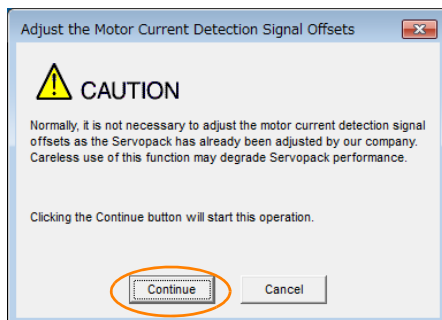 Adjust the Motor Current Detection Signal Offsets
CAUTION
Normally, it is not necessary to adjust the motor current detection signal
offsets as the Servopack has already been adjusted by our company.
Careless use of this function may degrade Servopack performance.
Clicking the Continue button will start this operation.
Continue
Cancel